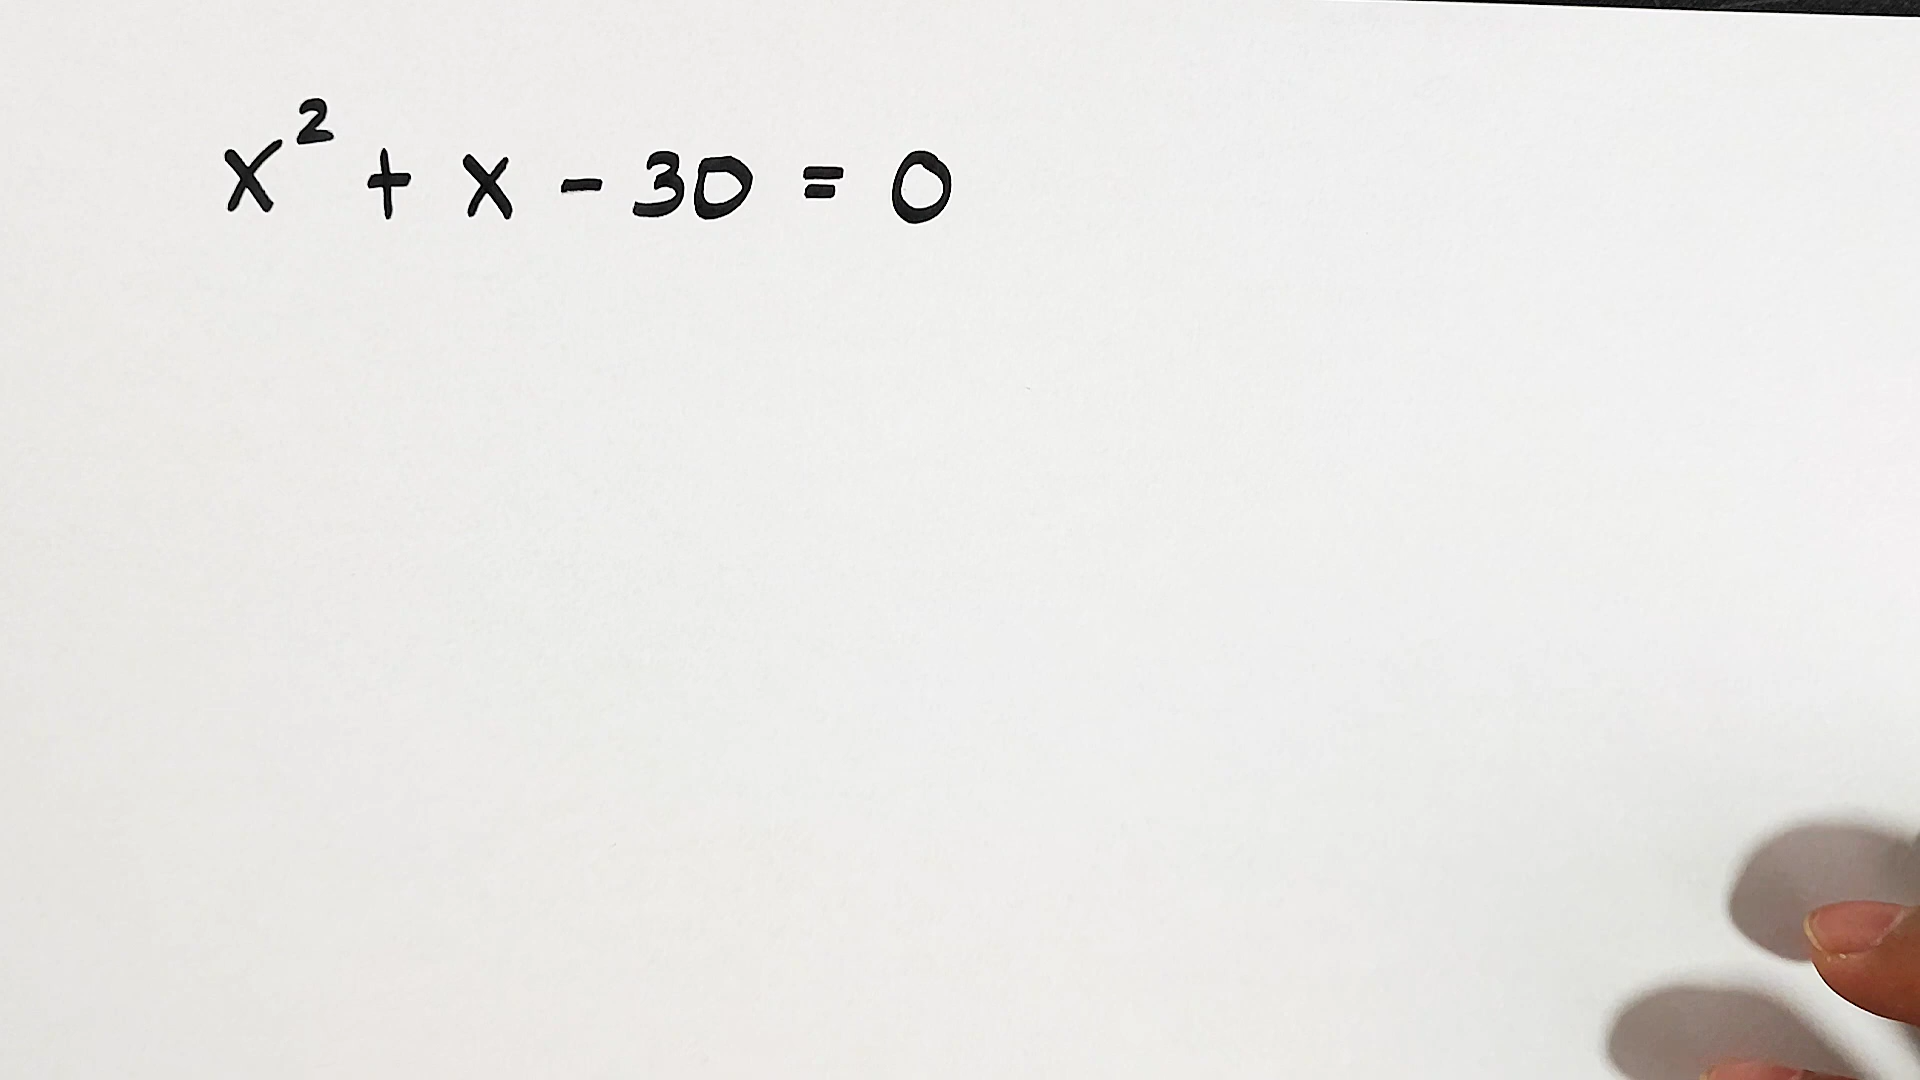 x² + x - 30 = 0